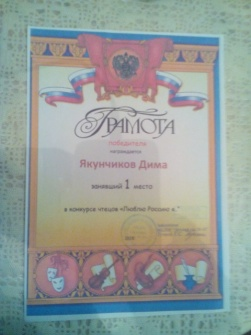 Грамота
победителя
награждается
Якунчиков Дима
занявший 1 место
в конкурсе чтецов «Люблю Россию я"